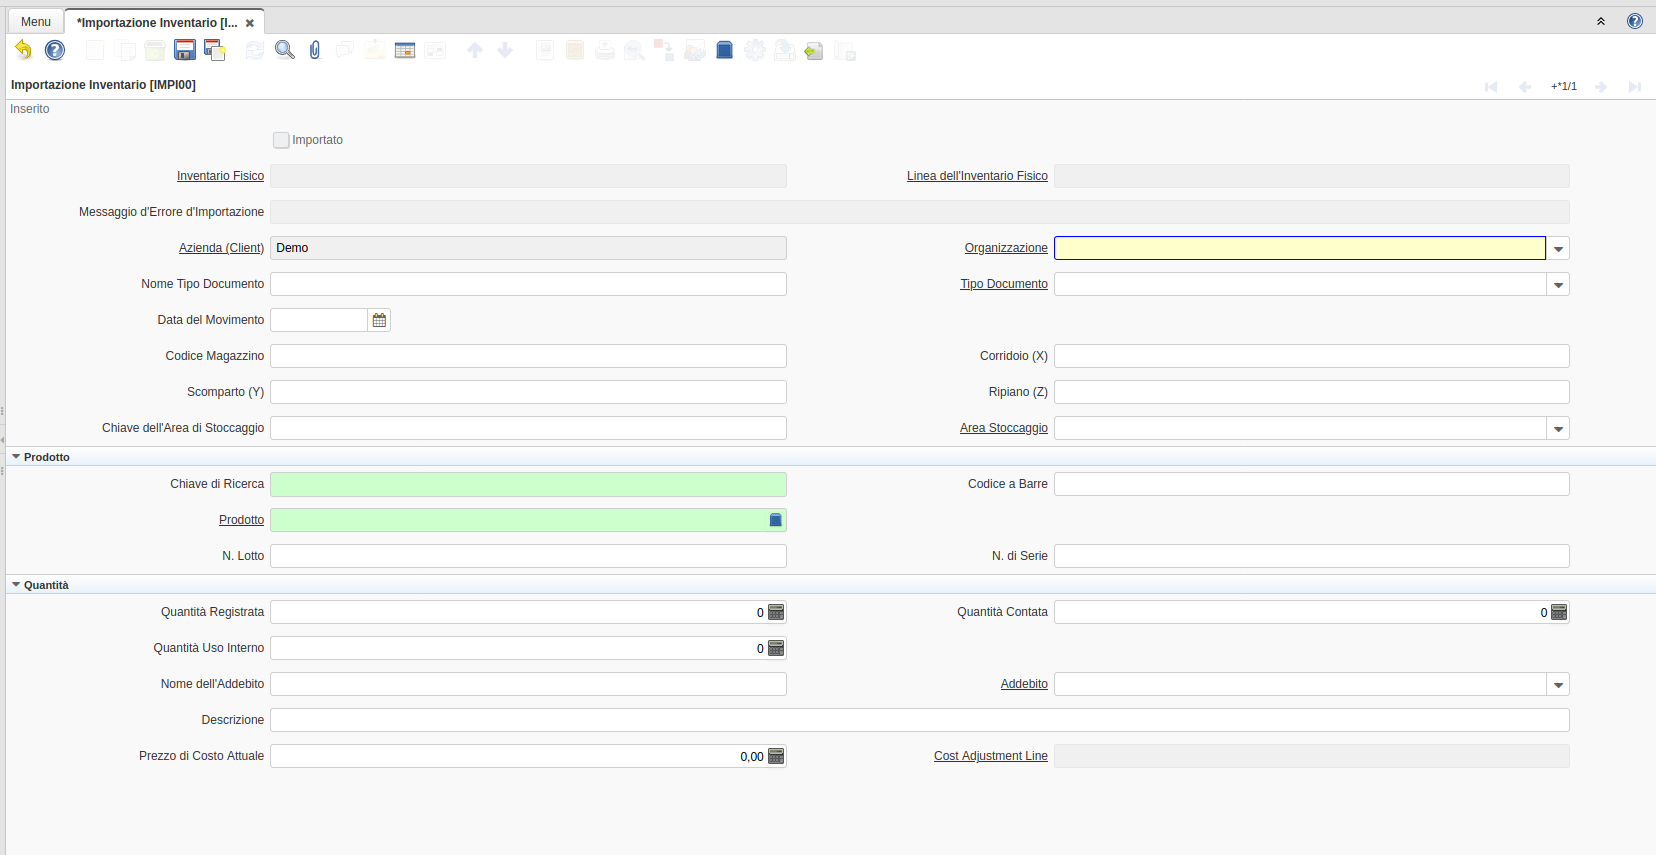 Menu
*Importazione Inventario [I...
Importazione Inventario [IMPI00]
+*1/1
Inserito
Importato
Inventario Fisico
Linea dell'Inventario Fisico
Messaggio d'Errore d'Importazione
Azienda (Client) Demo
Organizzazione
Nome Tipo Documento
Tipo Documento
Data del Movimento
Codice Magazzino
Corridoio (X)
Scomparto (Y)
Ripiano (Z)
Chiave dell'Area di Stoccaggio
Area Stoccaggio
Prodotto
Chiave di Ricerca
Codice a Barre
Prodotto
N. Lotto
N. di Serie
Quantità
Quantità Registrata 0
Quantità Contata 0
Quantità Uso Interno 0
Nome dell'Addebito
Addebito
Descrizione
Prezzo di Costo Attuale 0,00
Cost Adjustment Line